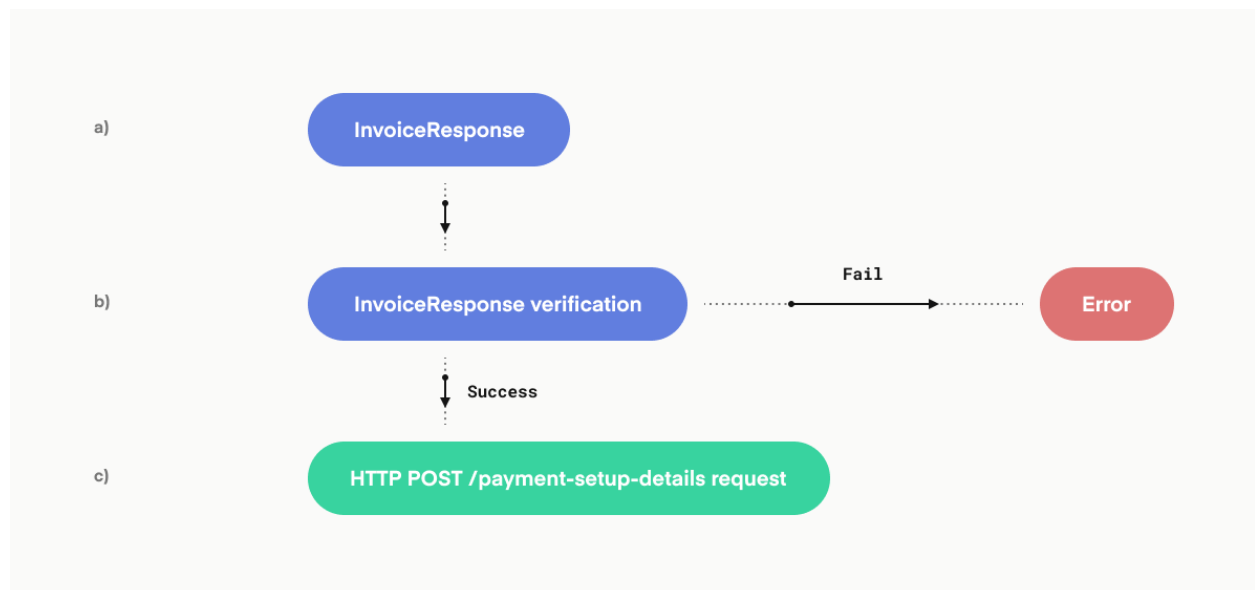 a)
InvoiceResponse
b)
InvoiceResponse verification
Fail
Error
Success
c)
HTTP POST /payment-setup-details request